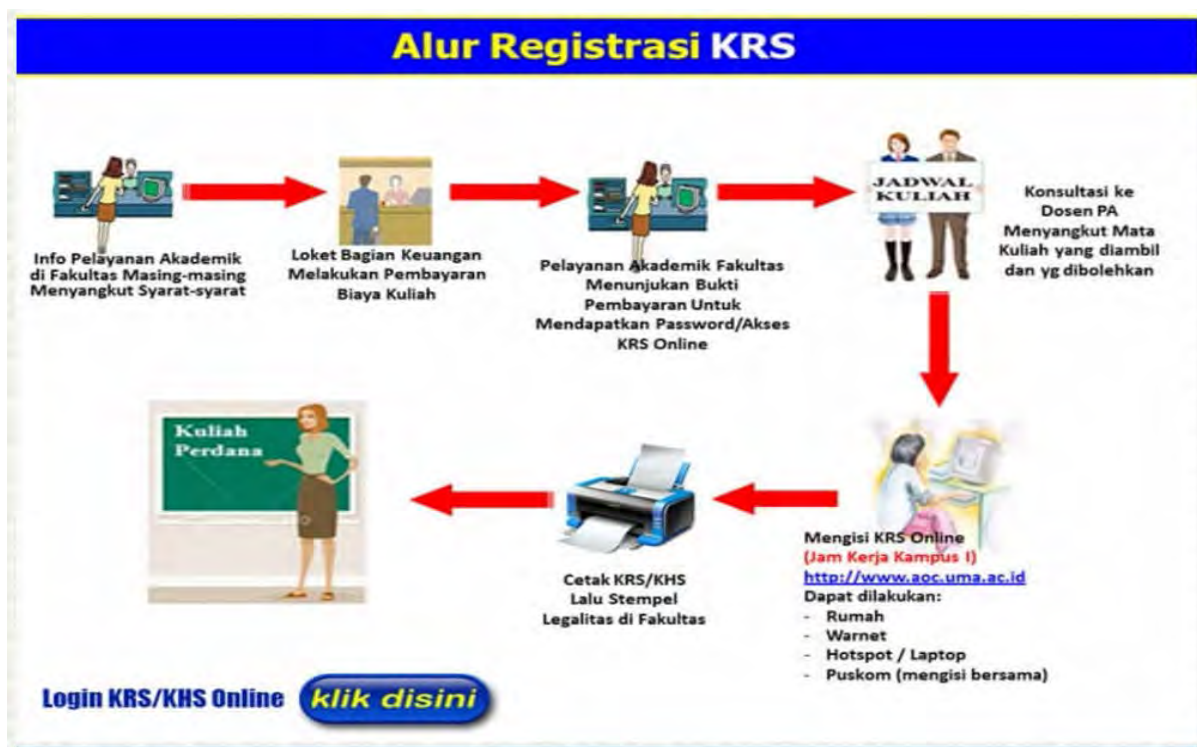 Alur Registrasi KRS
Info Pelayanan Akademik
di Fakultas Masing-masing
Menyangkut Syarat-syarat
Loket Bagian Keuangan
Melakukan Pembayaran
Biaya Kuliah
Pelayanan Akademik Fakultas
Menunjukan Bukti
Pembayaran Untuk
Mendapatkan Password/Akses
KRS Online
JADWAL
KULIAH
Konsultasi ke
Dosen PA
Menyangkut Mata
Kuliah yang diambil
dan yg dibolehkan
Mengisi KRS Online
(Jam Kerja Kampus I)
http://www.aoc.uma.ac.id
Dapat dilakukan:
- Rumah
- Warnet
- Hotspot / Laptop
- Puskom (mengisi bersama)
Cetak KRS/KHS
Lalu Stempel
Legalitas di Fakultas
Kuliah
Perdana
Login KRS/KHS Online klik disini